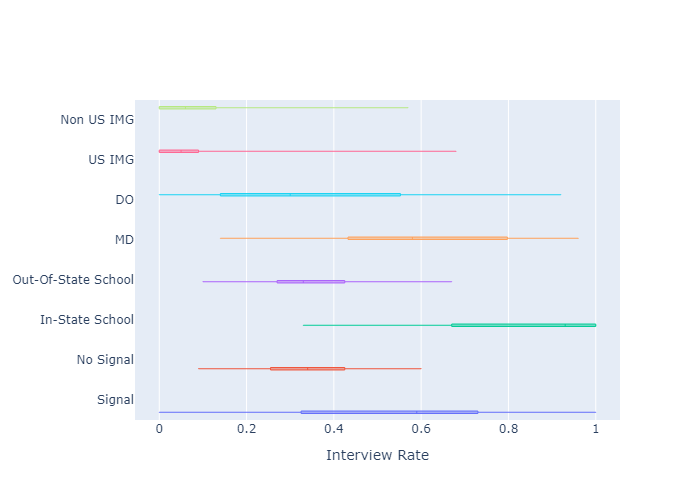 Non US IMG
US IMG
DO
MD
Out-Of-State School
In-State School
No Signal
Signal
0
0.2
0.4
0.6
0.8
1
Interview Rate